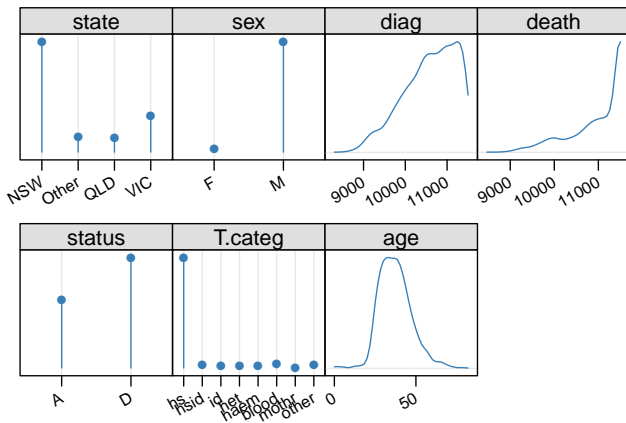 state sex diag death
NSW Other QLD VIC F M 9000 10000 11000 9000 10000 11000
status T.categ age
A D hs hsid id het haem blood mothr other 0 50